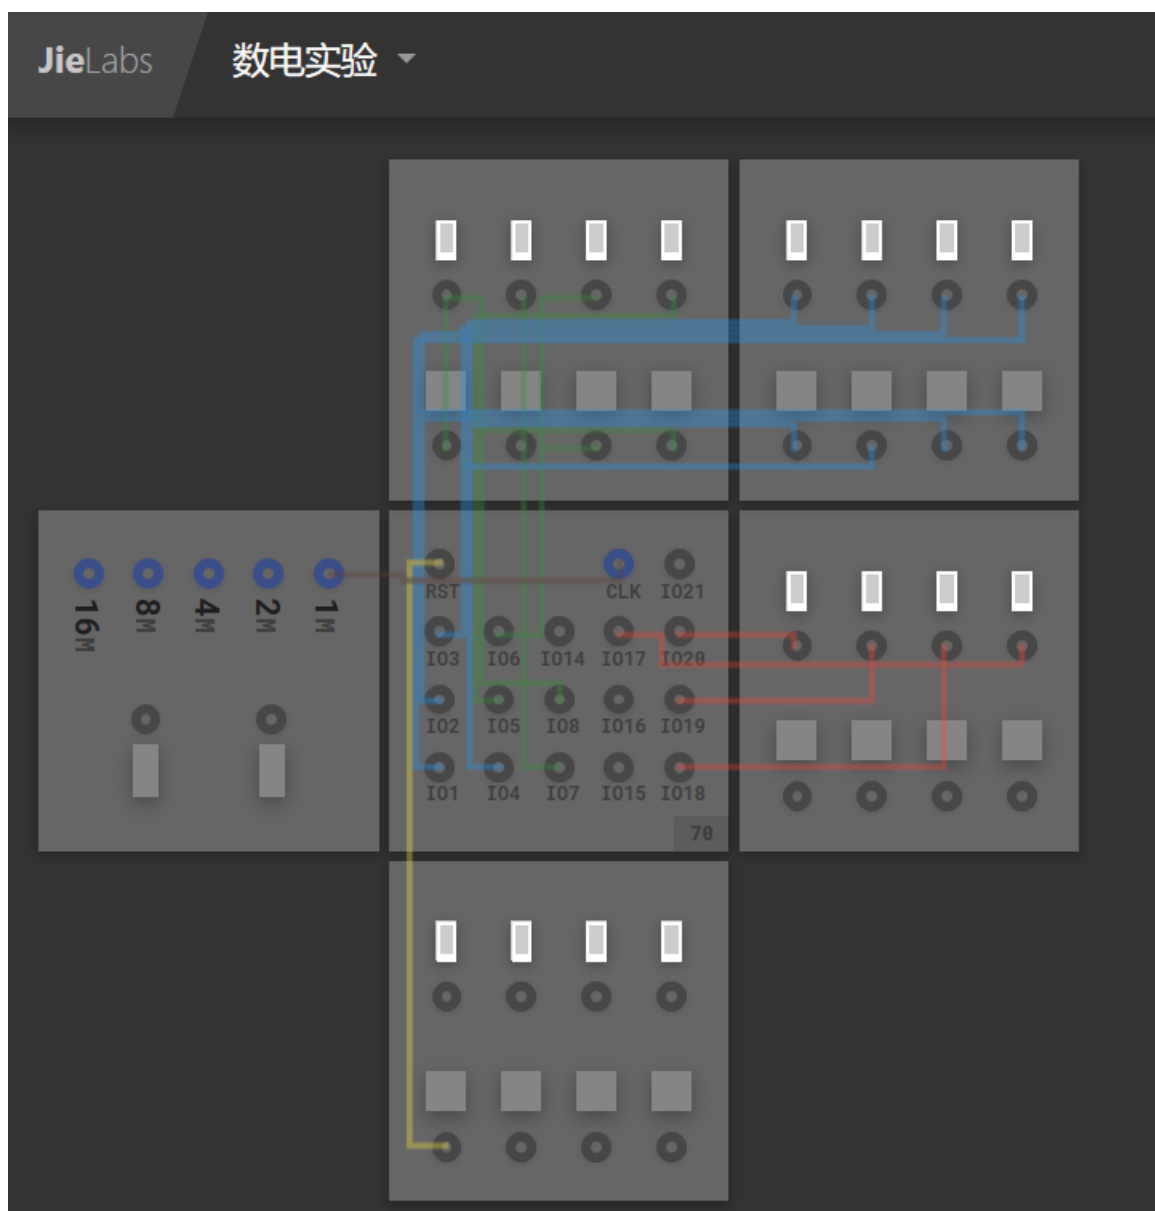 JieLabs 数电实验
16M 8M 4M 2M 1M
RST CLK IO21
IO3 IO6 IO14 IO17 IO20
IO2 IO5 IO8 IO16 IO19
IO1 IO4 IO7 IO15 IO18
70